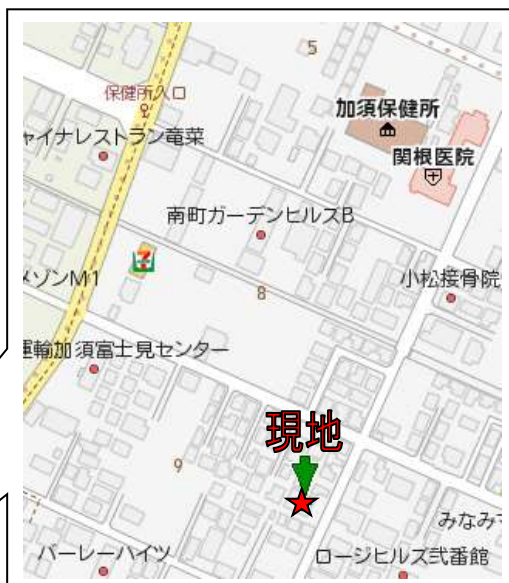 5
保健所入口
加須保健所
ャイナレストラン竜菜
関根医院
南町ガーデンヒルズB
7
メゾンM1
8
小松接骨院
運輸加須富士見センター
現地
9
みなみ
バーレーハイツ
ロージヒルズ弐番館